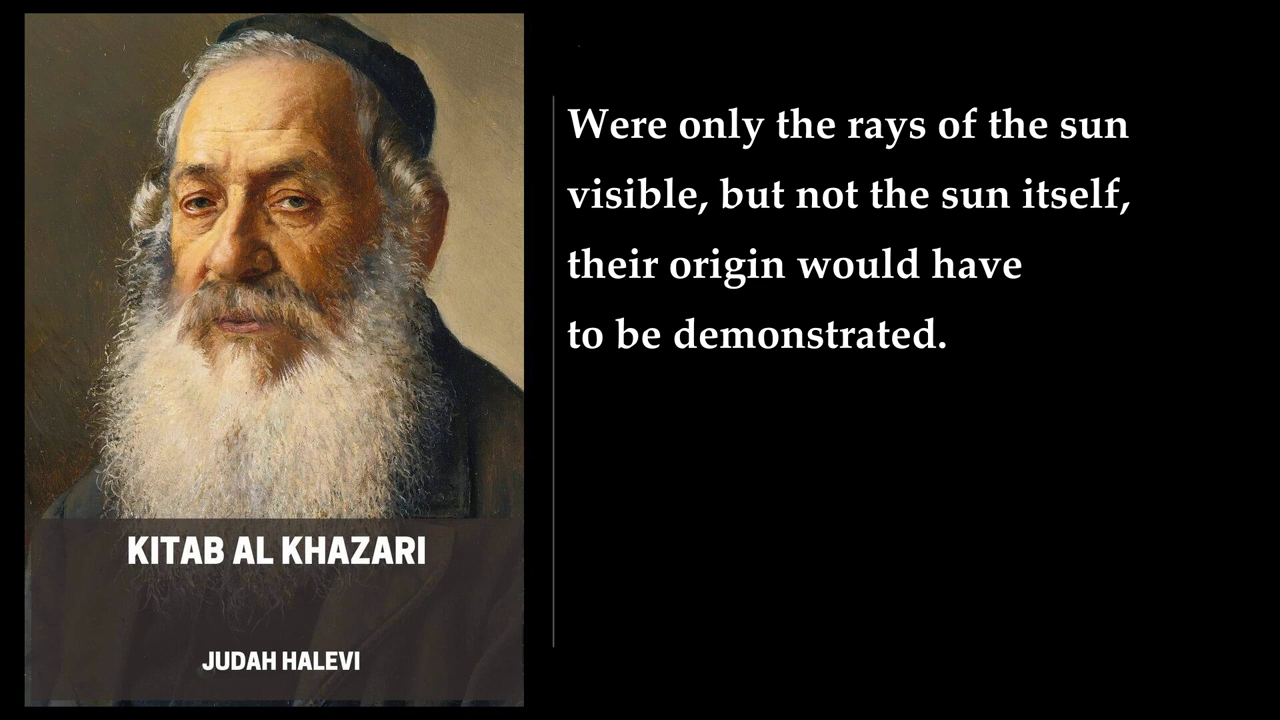 KITAB AL KHAZARI
JUDAH HALEVI
Were only the rays of the sun
visible, but not the sun itself,
their origin would have
to be demonstrated.